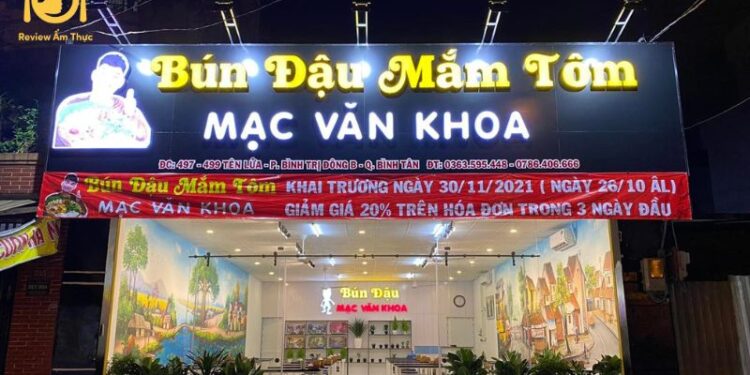 Review Ẩm Thực
Bún Đậu Mắm Tôm
MẠC VĂN KHOA
ĐC: 497 - 499 TÊN LỬA - P. BÌNH TRỊ ĐÔNG B - Q. BÌNH TÂN ĐT: 0363.595.448 - 0786.406.666
Bún Đậu Mắm Tôm KHAI TRƯƠNG NGÀY 30/11/2021 ( NGÀY 26/10 ÂL)
MẠC VĂN KHOA GIẢM GIÁ 20% TRÊN HÓA ĐƠN TRONG 3 NGÀY ĐẦU
Bún Đậu
MẠC VĂN KHOA